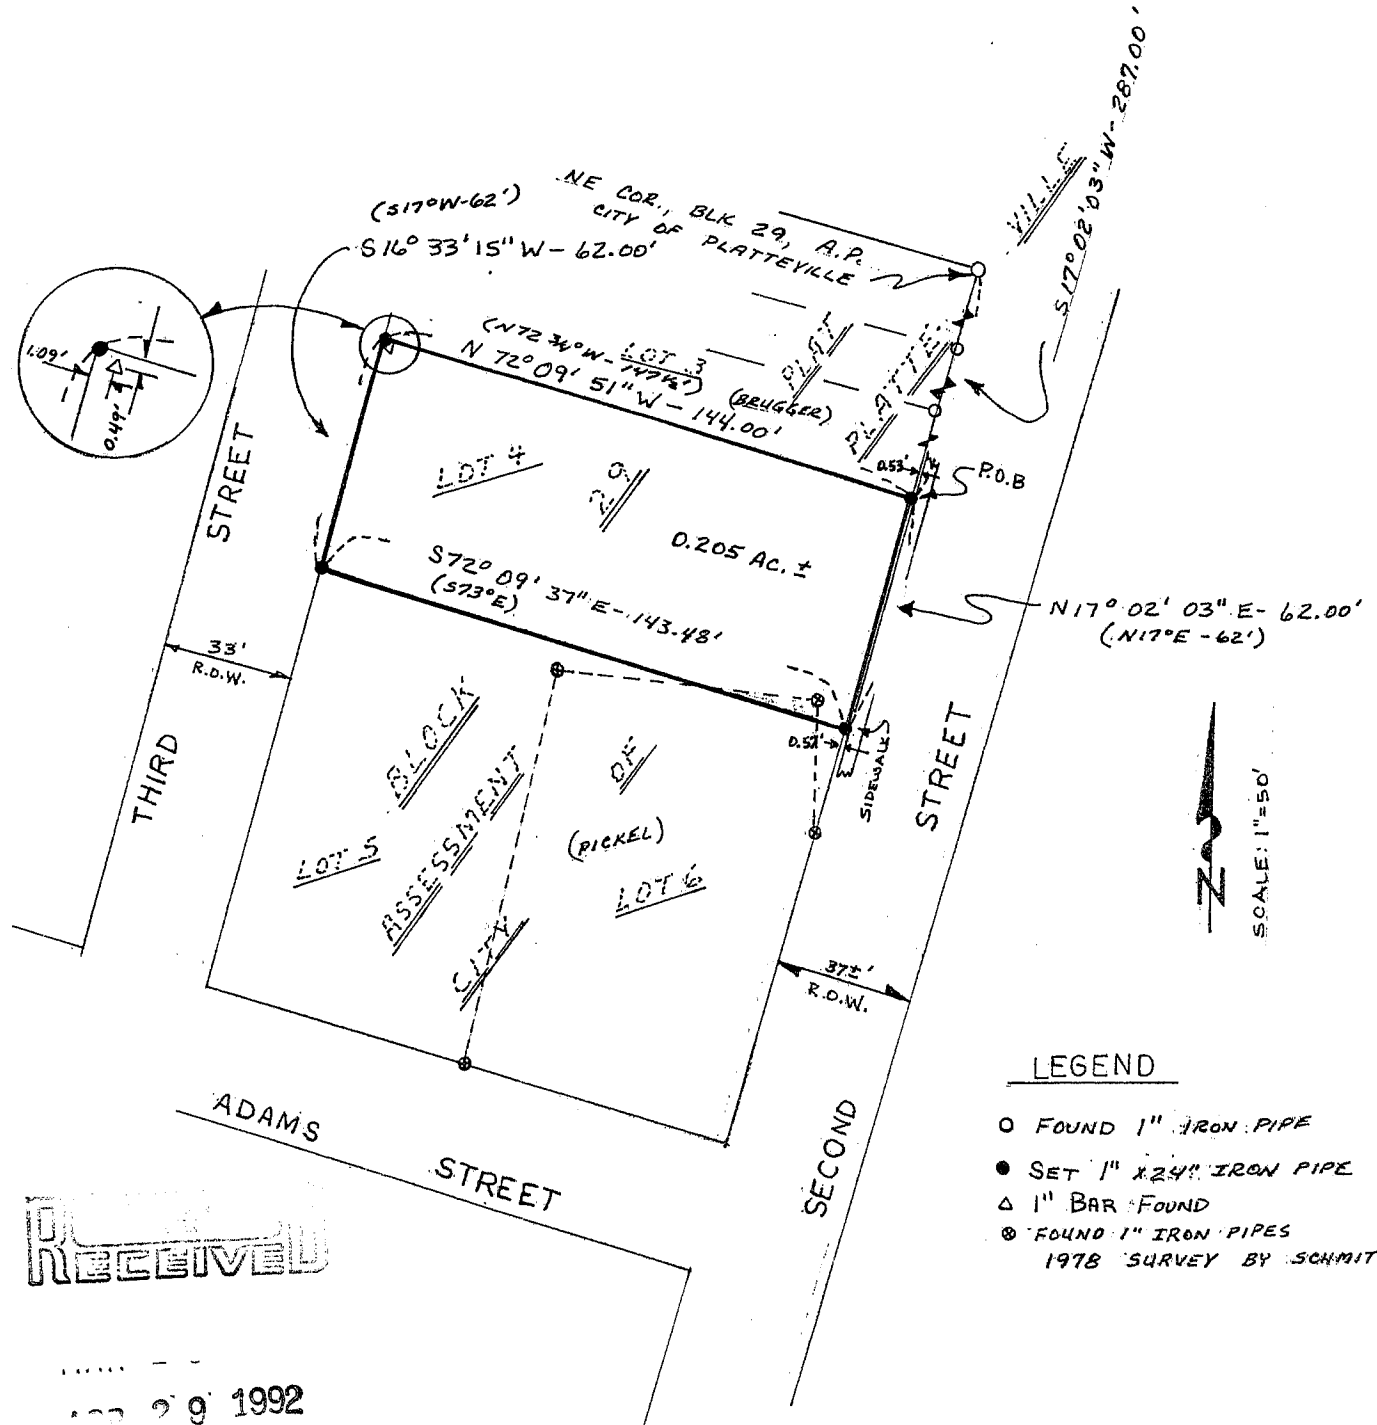 S17°02'03"W - 287.00'
VILLE
NE COR., BLK 29, A.P.
CITY OF PLATTEVILLE
(S17°W-62')
S16° 33' 15" W - 62.00'
(N72 3/4°W - 147 1/2')
LOT 3
N 72° 09' 51" W - 144.00'
(BRUGGER)
PLAT
PLATTE
1.09'
0.49'
STREET
LOT 4
29
0.53'
P.O.B
0.205 AC. ±
S72° 09' 37" E - 143.48'
(S73°E)
N17° 02' 03" E - 62.00'
(N17°E - 62')
33'
R.O.W.
THIRD
BLOCK
ASSESSMENT
OF
CITY
LOT 5
(PICKEL)
LOT 6
SIDEWALK
STREET
N
SCALE: 1"=50'
37±'
R.O.W.
ADAMS
STREET
SECOND
LEGEND
FOUND 1" IRON PIPE
SET 1" X 24" IRON PIPE
1" BAR FOUND
FOUND 1" IRON PIPES
1978 SURVEY BY SCHMIT
RECEIVED
29 1992